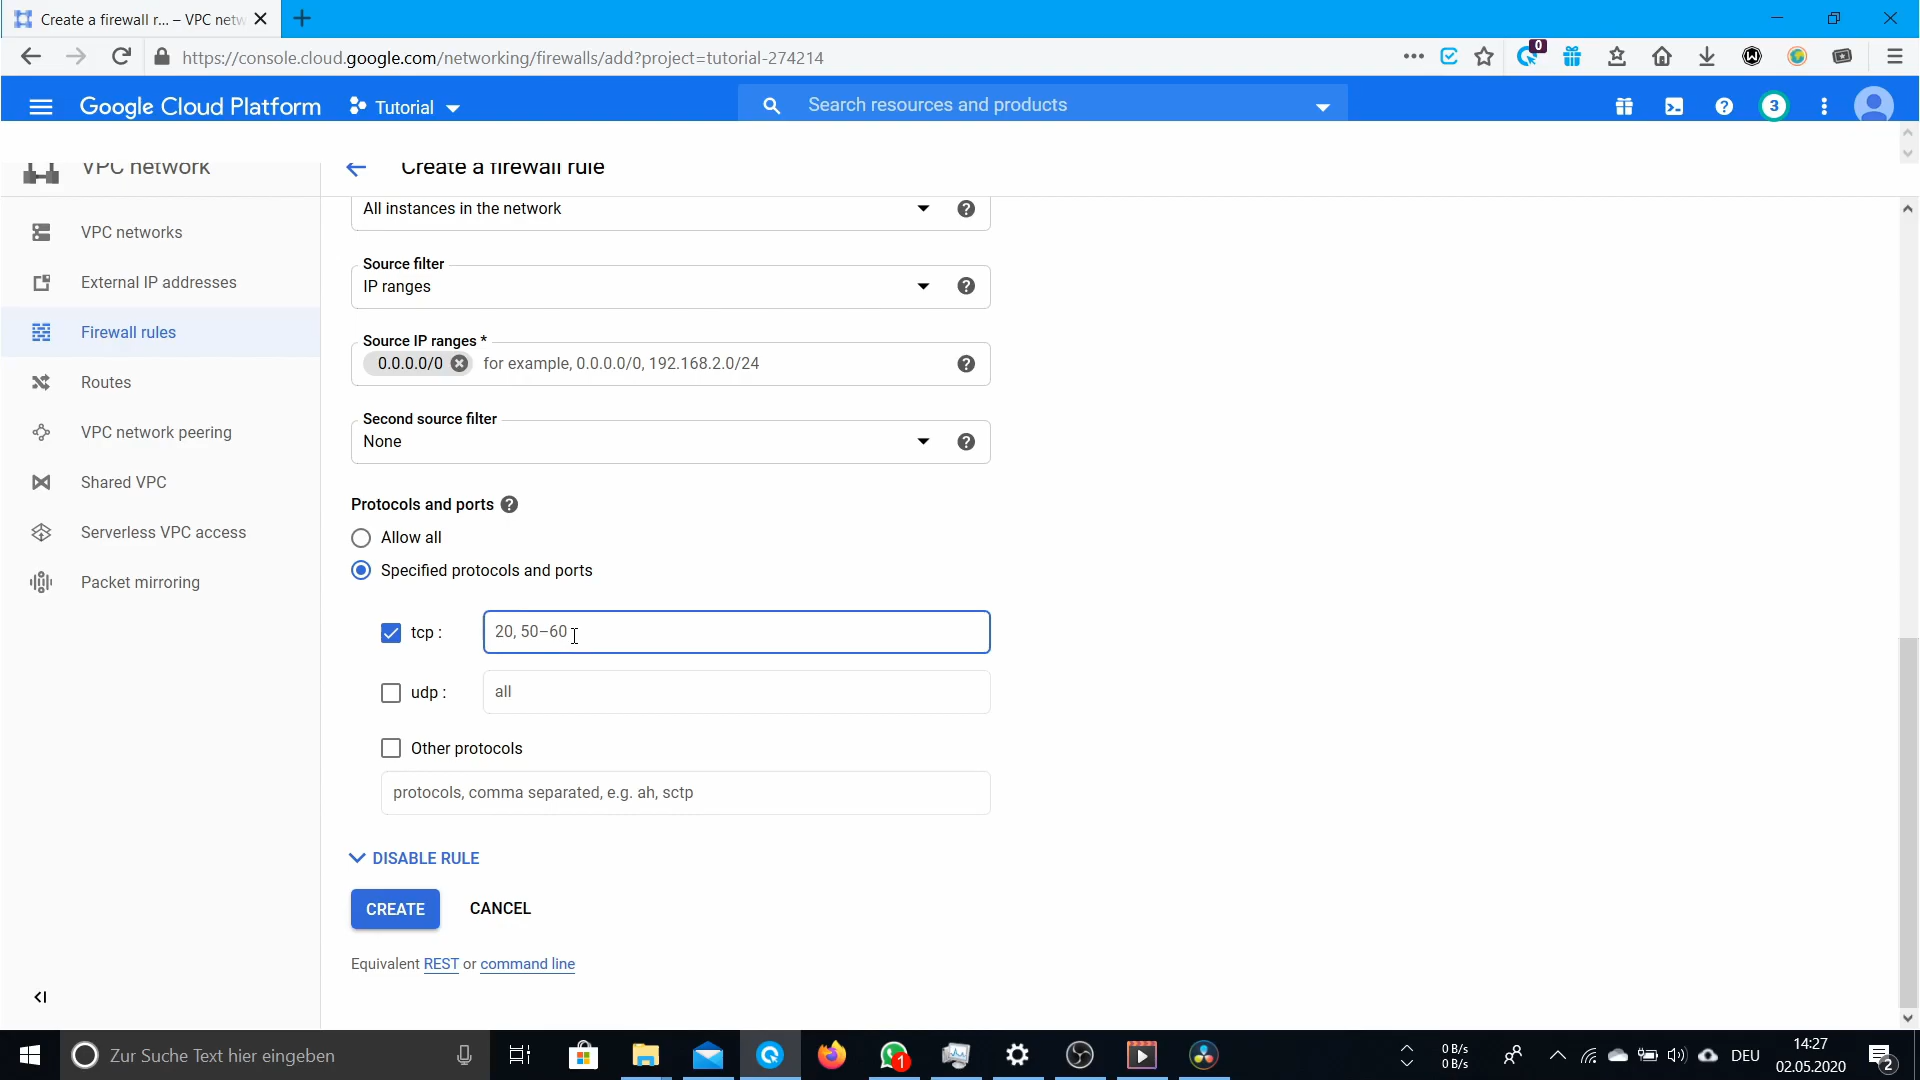 Create a firewall r... – VPC netw
https://console.cloud.google.com/networking/firewalls/add?project=tutorial-274214
0
Google Cloud Platform
Tutorial
Search resources and products
3
VPC network
Create a firewall rule
VPC networks
External IP addresses
Firewall rules
Routes
VPC network peering
Shared VPC
Serverless VPC access
Packet mirroring
All instances in the network
Source filter
IP ranges
Source IP ranges *
0.0.0.0/0 for example, 0.0.0.0/0, 192.168.2.0/24
Second source filter
None
Protocols and ports
Allow all
Specified protocols and ports
tcp : 20, 50–60
udp : all
Other protocols
protocols, comma separated, e.g. ah, sctp
DISABLE RULE
CREATE CANCEL
Equivalent REST or command line
Zur Suche Text hier eingeben
1
0 B/s
0 B/s
DEU
14:27
02.05.2020
2